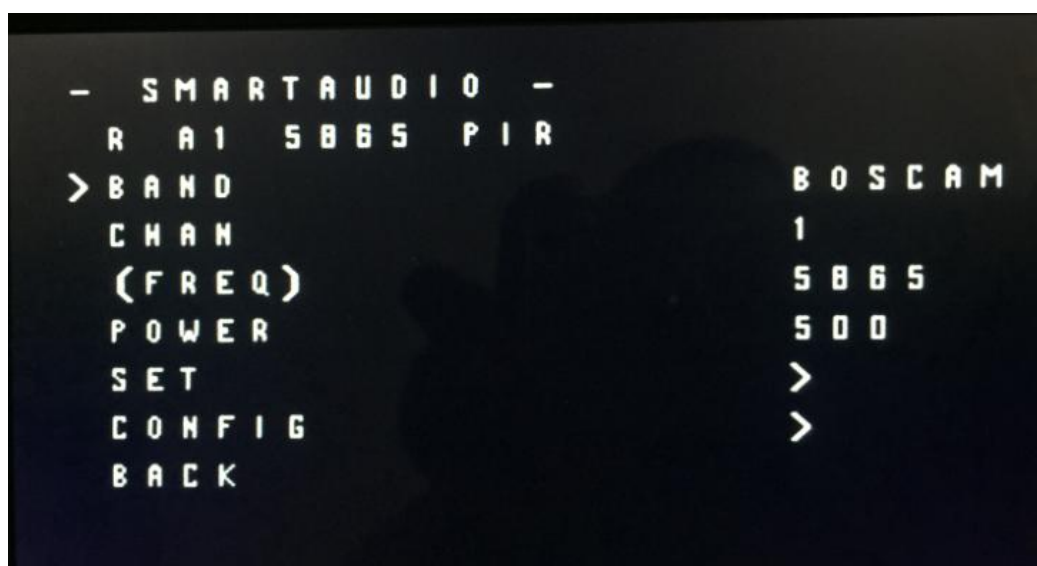 - SMARTAUDIO -
R A1 5865 PIR
> BAND BOSCAM
CHAN 1
(FREQ) 5865
POWER 500
SET >
CONFIG >
BACK